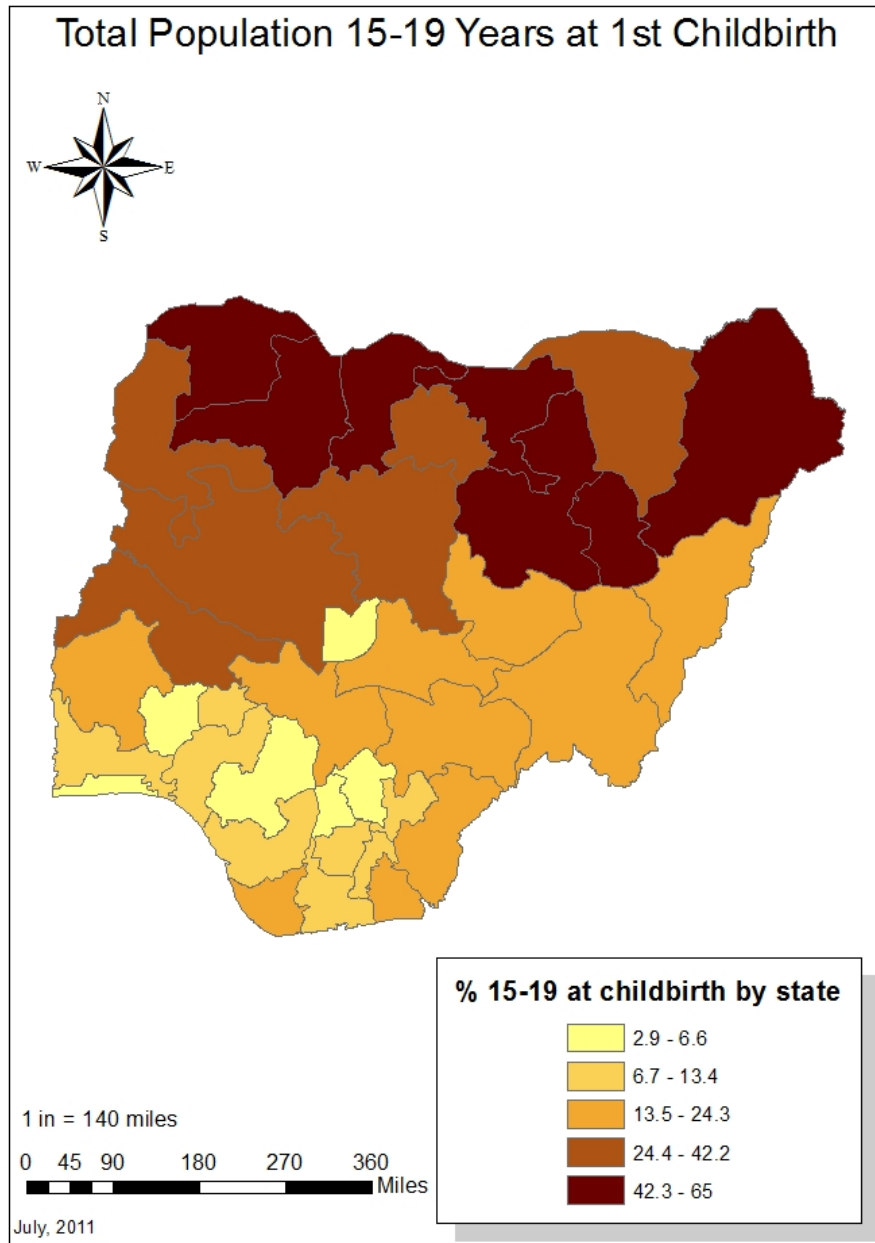 Total Population 15-19 Years at 1st Childbirth
N
W E
S
% 15-19 at childbirth by state
2.9 - 6.6
6.7 - 13.4
13.5 - 24.3
24.4 - 42.2
42.3 - 65
1 in = 140 miles
0 45 90 180 270 360
Miles
July, 2011